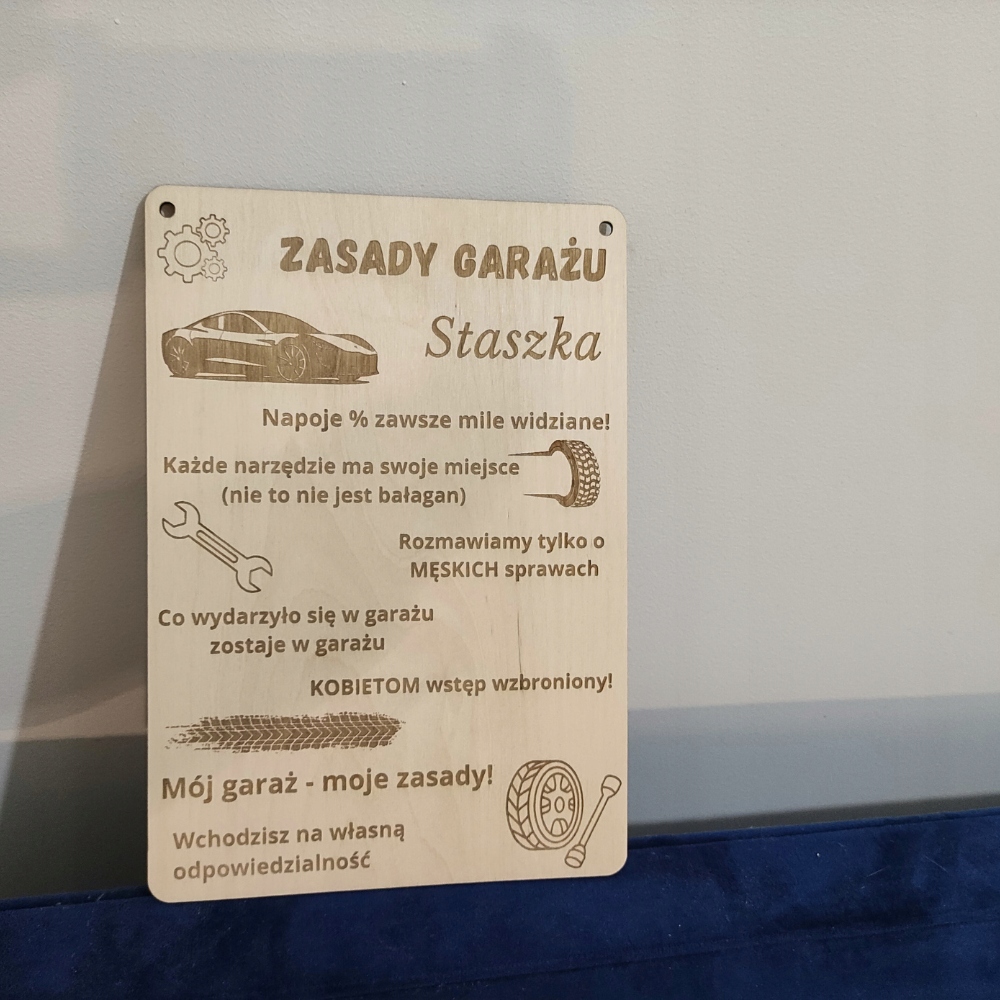 ZASADY GARAŻU
Staszka
Napoje % zawsze mile widziane!
Każde narzędzie ma swoje miejsce
(nie to nie jest bałagan)
Rozmawiamy tylko o
MĘSKICH sprawach
Co wydarzyło się w garażu
zostaje w garażu
KOBIETOM wstęp wzbroniony!
Mój garaż - moje zasady!
Wchodzisz na własną
odpowiedzialność